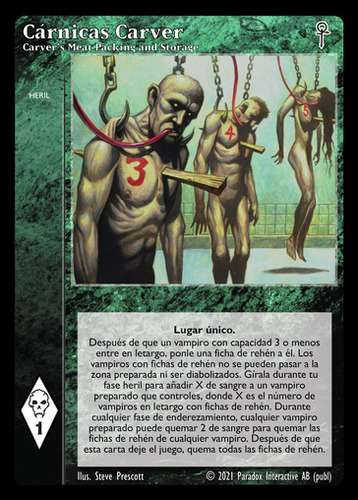 Cárnicas Carver
Carver's Meat Packing and Storage
HERIL
3
4
5
Lugar único.
Después de que un vampiro con capacidad 3 o menos
entre en letargo, ponle una ficha de rehén a él. Los
vampiros con fichas de rehén no se pueden pasar a la
zona preparada ni ser diabolizados. Gírala durante tu
fase heril para añadir X de sangre a un vampiro
preparado que controles, donde X es el número de
vampiros en letargo con fichas de rehén. Durante
cualquier fase de enderezamiento, cualquier vampiro
preparado puede quemar 2 de sangre para quemar las
fichas de rehén de cualquier vampiro. Después de que
esta carta deje el juego, quema todas las fichas de rehén.
1
Ilus. Steve Prescott
© 2021 Paradox Interactive AB (publ)